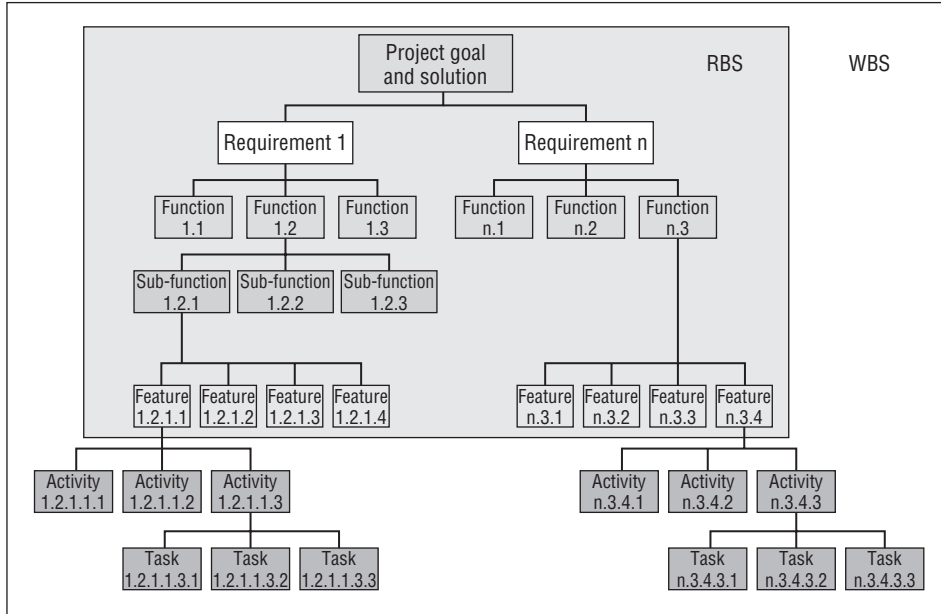 Project goal
and solution
RBS
WBS
Requirement 1
Requirement n
Function
1.1
Function
1.2
Function
1.3
Function
n.1
Function
n.2
Function
n.3
Sub-function
1.2.1
Sub-function
1.2.2
Sub-function
1.2.3
Feature
1.2.1.1
Feature
1.2.1.2
Feature
1.2.1.3
Feature
1.2.1.4
Feature
n.3.1
Feature
n.3.2
Feature
n.3.3
Feature
n.3.4
Activity
1.2.1.1.1
Activity
1.2.1.1.2
Activity
1.2.1.1.3
Activity
n.3.4.1
Activity
n.3.4.2
Activity
n.3.4.3
Task
1.2.1.1.3.1
Task
1.2.1.1.3.2
Task
1.2.1.1.3.3
Task
n.3.4.3.1
Task
n.3.4.3.2
Task
n.3.4.3.3